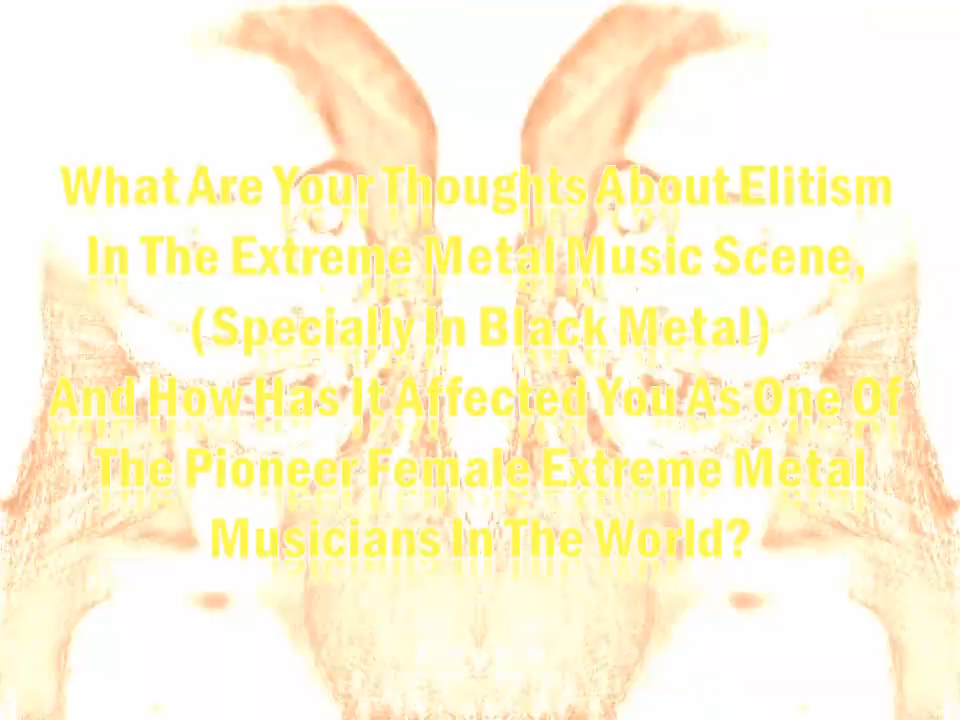 What Are Your Thoughts About Elitism
In The Extreme Metal Music Scene,
(Specially In Black Metal)
And How Has It Affected You As One Of
The Pioneer Female Extreme Metal
Musicians In The World?